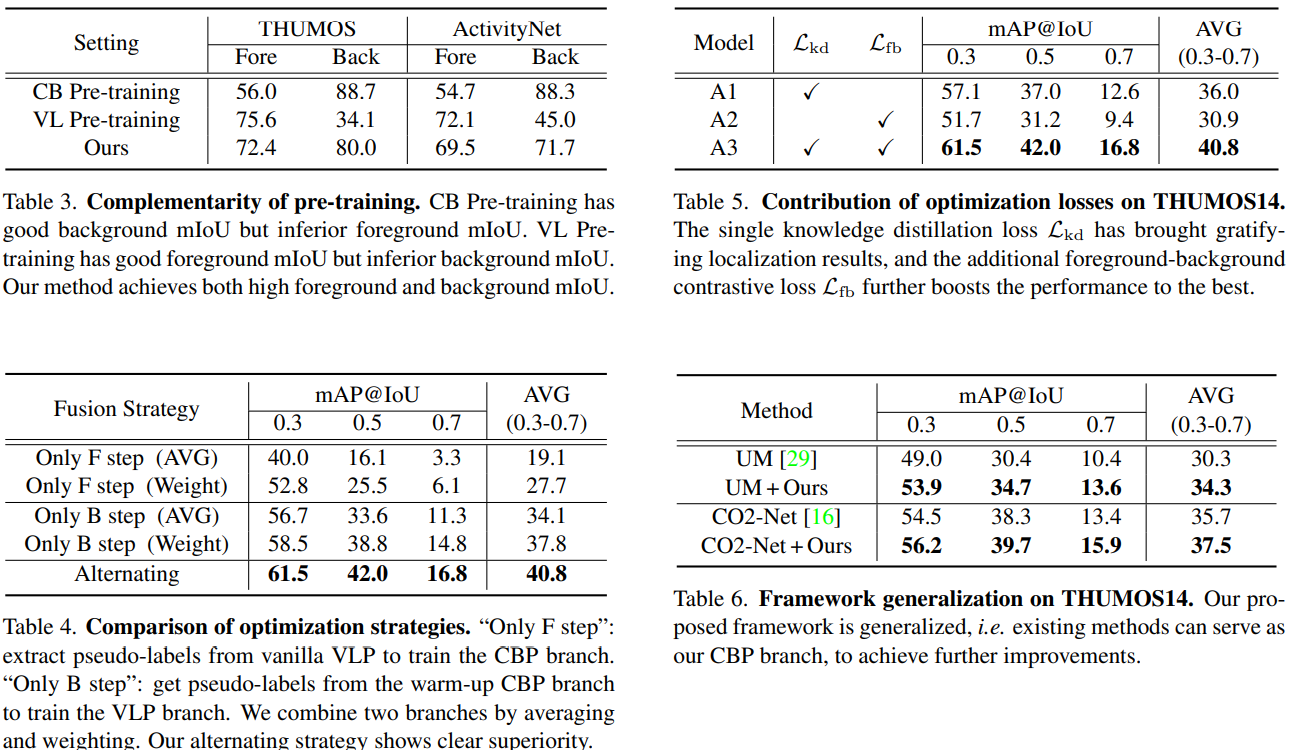 Setting THUMOS ActivityNet
Fore Back Fore Back
CB Pre-training 56.0 88.7 54.7 88.3
VL Pre-training 75.6 34.1 72.1 45.0
Ours 72.4 80.0 69.5 71.7
Table 3. Complementarity of pre-training. CB Pre-training has
good background mIoU but inferior foreground mIoU. VL Pre-
training has good foreground mIoU but inferior background mIoU.
Our method achieves both high foreground and background mIoU.
Fusion Strategy mAP@IoU AVG
0.3 0.5 0.7 (0.3-0.7)
Only F step (AVG) 40.0 16.1 3.3 19.1
Only F step (Weight) 52.8 25.5 6.1 27.7
Only B step (AVG) 56.7 33.6 11.3 34.1
Only B step (Weight) 58.5 38.8 14.8 37.8
Alternating 61.5 42.0 16.8 40.8
Table 4. Comparison of optimization strategies. “Only F step”:
extract pseudo-labels from vanilla VLP to train the CBP branch.
“Only B step”: get pseudo-labels from the warm-up CBP branch
to train the VLP branch. We combine two branches by averaging
and weighting. Our alternating strategy shows clear superiority.
Model ℒkd ℒfb mAP@IoU AVG
0.3 0.5 0.7 (0.3-0.7)
A1 ✓ 57.1 37.0 12.6 36.0
A2 ✓ 51.7 31.2 9.4 30.9
A3 ✓ ✓ 61.5 42.0 16.8 40.8
Table 5. Contribution of optimization losses on THUMOS14.
The single knowledge distillation loss ℒkd has brought gratify-
ing localization results, and the additional foreground-background
contrastive loss ℒfb further boosts the performance to the best.
Method mAP@IoU AVG
0.3 0.5 0.7 (0.3-0.7)
UM [29] 49.0 30.4 10.4 30.3
UM + Ours 53.9 34.7 13.6 34.3
CO2-Net [16] 54.5 38.3 13.4 35.7
CO2-Net + Ours 56.2 39.7 15.9 37.5
Table 6. Framework generalization on THUMOS14. Our pro-
posed framework is generalized, i.e. existing methods can serve as
our CBP branch, to achieve further improvements.